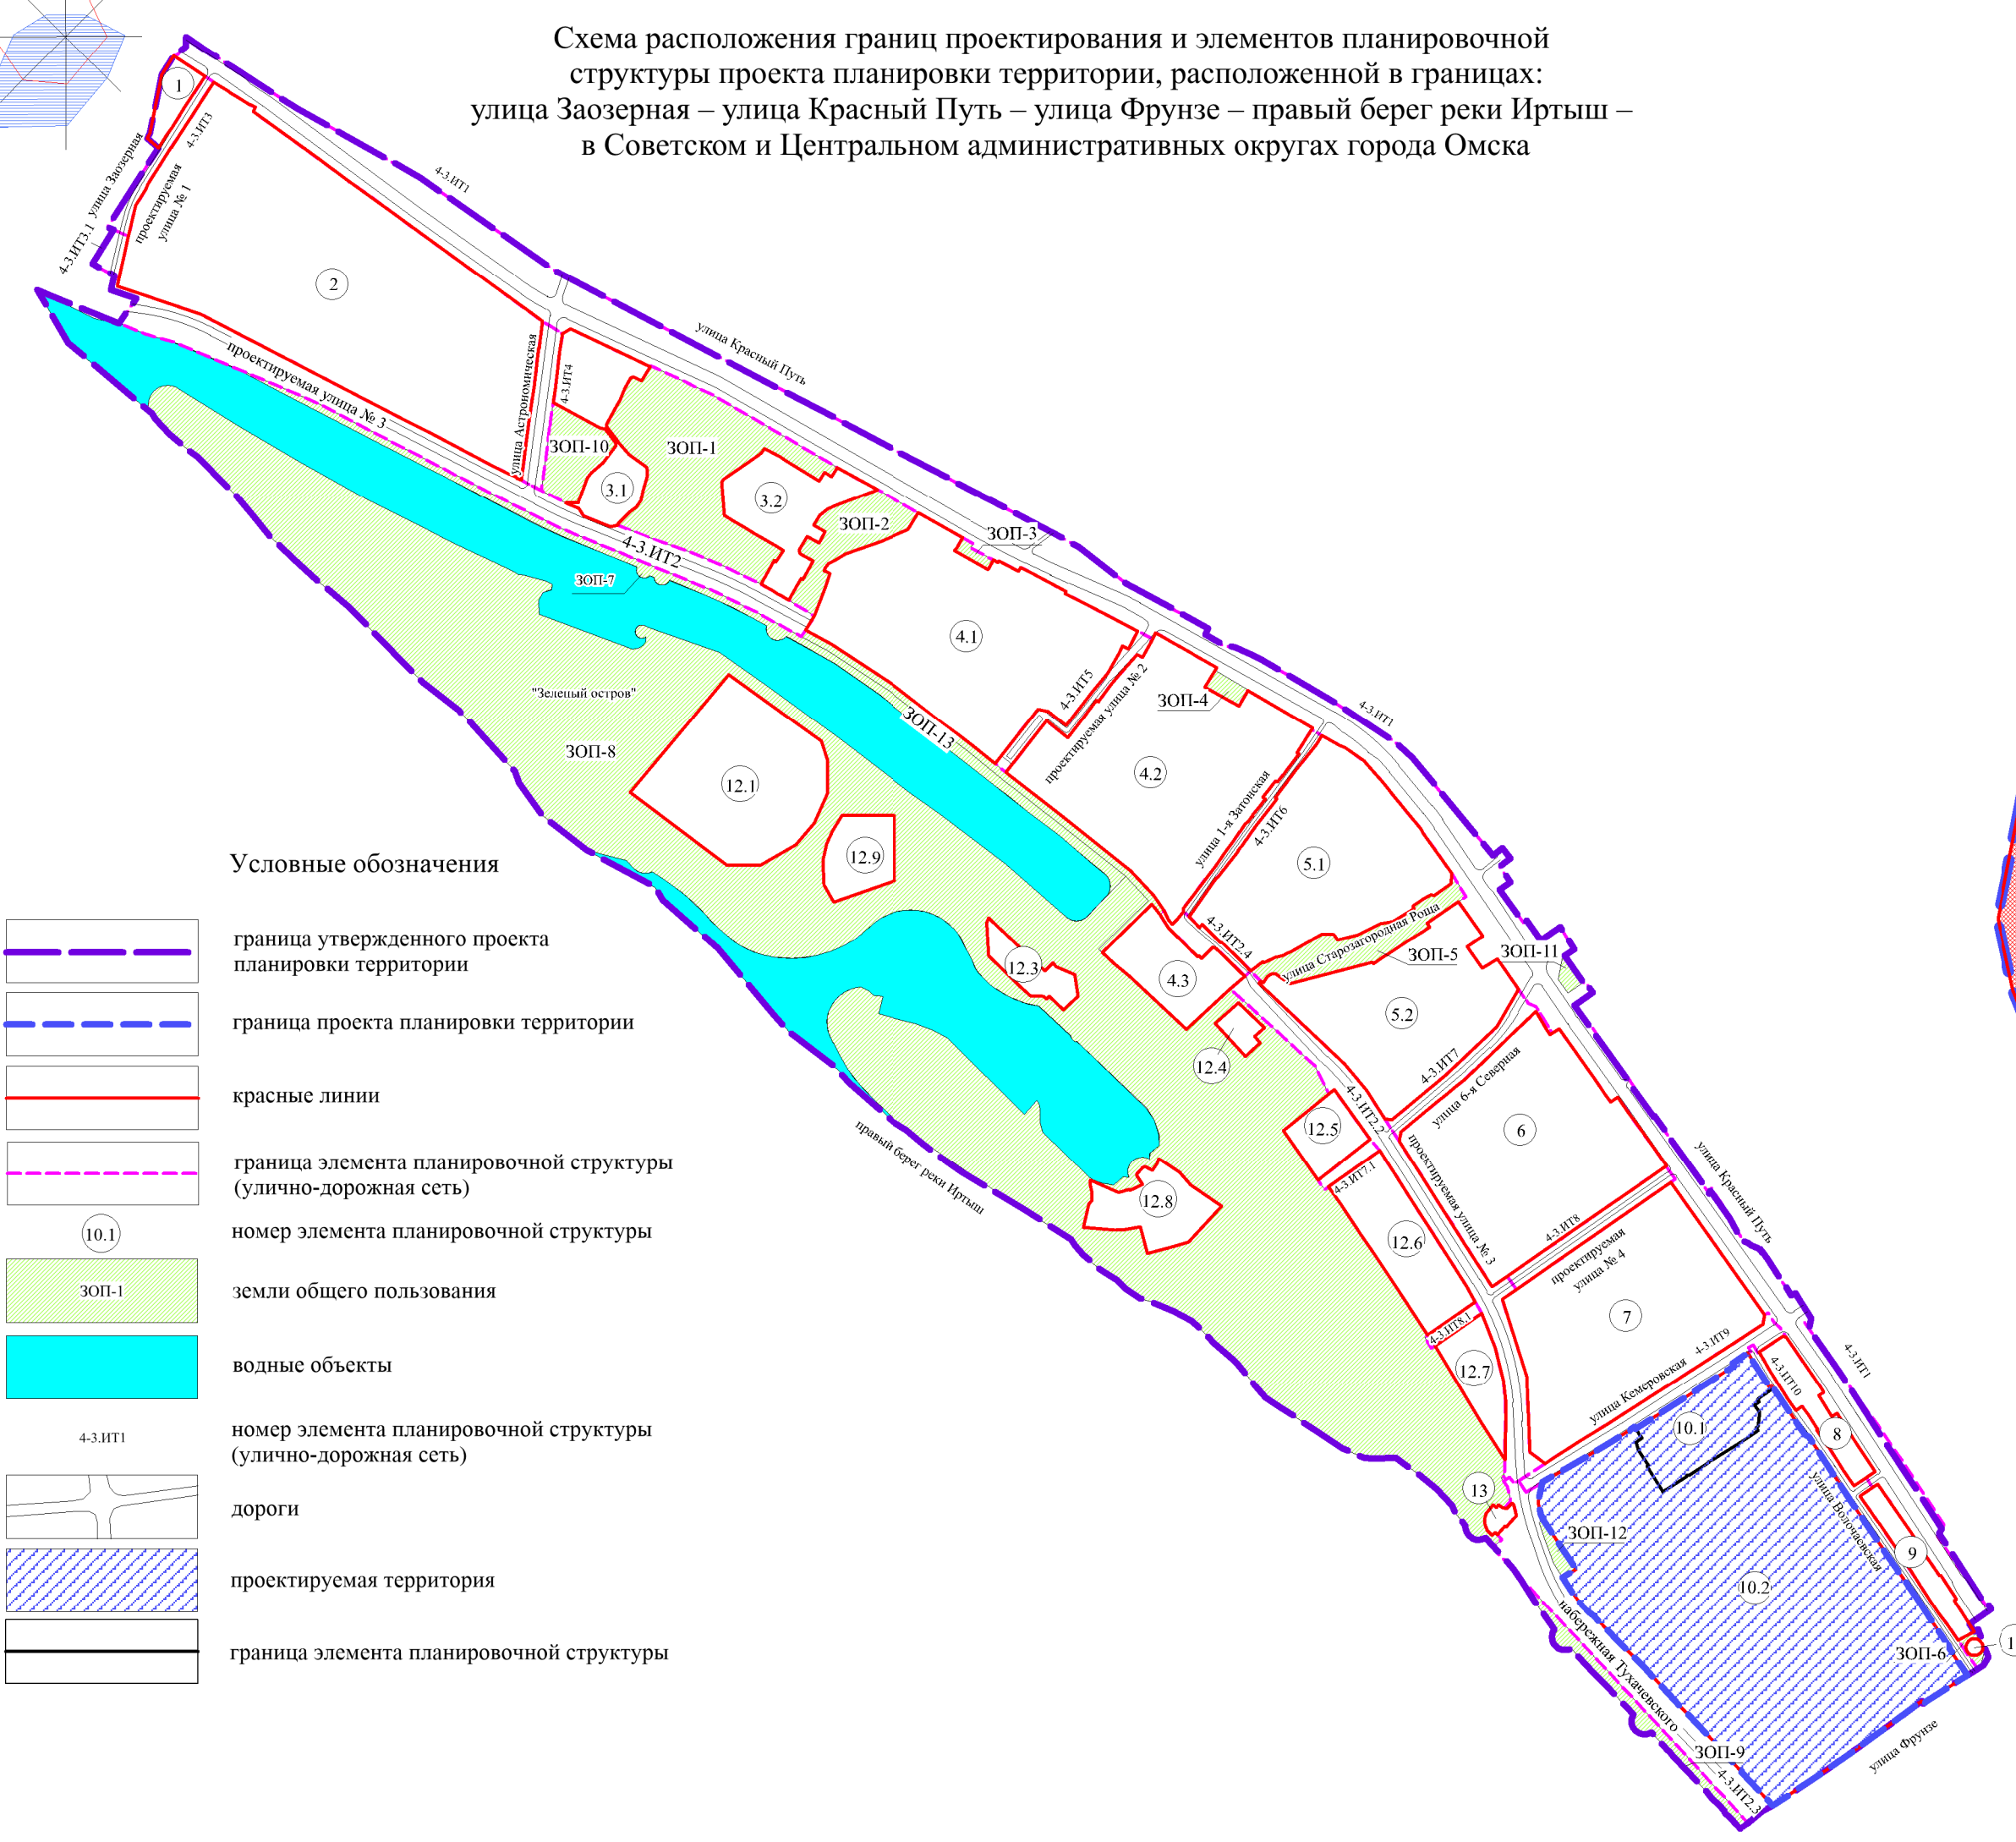 Схема расположения границ проектирования и элементов планировочной
структуры проекта планировки территории, расположенной в границах:
улица Заозерная – улица Красный Путь – улица Фрунзе – правый берег реки Иртыш –
в Советском и Центральном административных округах города Омска
1
4-3.ИТ3
улица Заозерная
проектируемая
улица № 1
4-3.ИТ3.1
4-3.ИТ1
2
улица Красный Путь
проектируемая улица № 3
улица Астрономическая
4-3.ИТ4
ЗОП-10
ЗОП-1
3.1
3.2
ЗОП-2
ЗОП-3
4-3.ИТ2
ЗОП-7
4.1
4-3.ИТ5
проектируемая улица № 2
ЗОП-4
4-3.ИТ1
"Зеленый остров"
ЗОП-8
ЗОП-13
12.1
4.2
улица 1-я Затонская
4-3.ИТ6
12.9
5.1
4-3.ИТ2.4
улица Старозагородная Роща
ЗОП-5
ЗОП-11
12.3
4.3
5.2
12.4
4-3.ИТ7
улица 6-я Северная
4-3.ИТ2.2
12.5
6
правый берег реки Иртыш
проектируемая улица № 3
4-3.ИТ7.1
улица Красный Путь
12.8
12.6
4-3.ИТ8
проектируемая
улица № 4
7
4-3.ИТ8.1
12.7
4-3.ИТ9
улица Кемеровская
4-3.ИТ1
4-3.ИТ10
10.1
8
13
улица Волочаевская
ЗОП-12
9
10.2
набережная Тухачевского
ЗОП-6
1
ЗОП-9
4-3.ИТ2.3
улица Фрунзе
Условные обозначения
граница утвержденного проекта
планировки территории
граница проекта планировки территории
красные линии
граница элемента планировочной структуры
(улично-дорожная сеть)
10.1
номер элемента планировочной структуры
ЗОП-1
земли общего пользования
водные объекты
4-3.ИТ1
номер элемента планировочной структуры
(улично-дорожная сеть)
дороги
проектируемая территория
граница элемента планировочной структуры